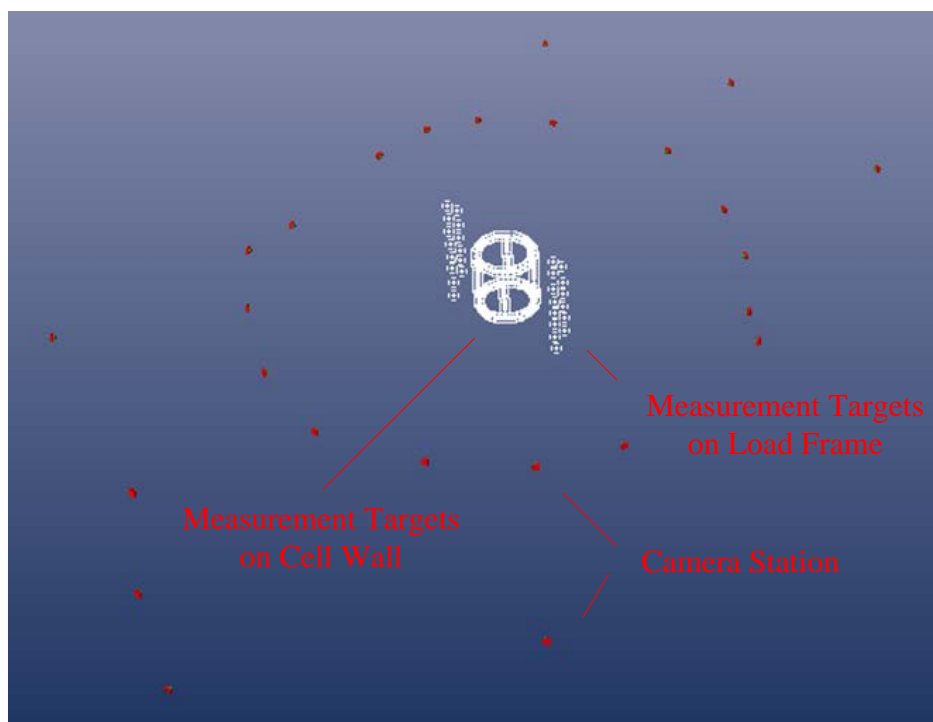 Measurement Targets
on Load Frame
Measurement Targets
on Cell Wall
Camera Station